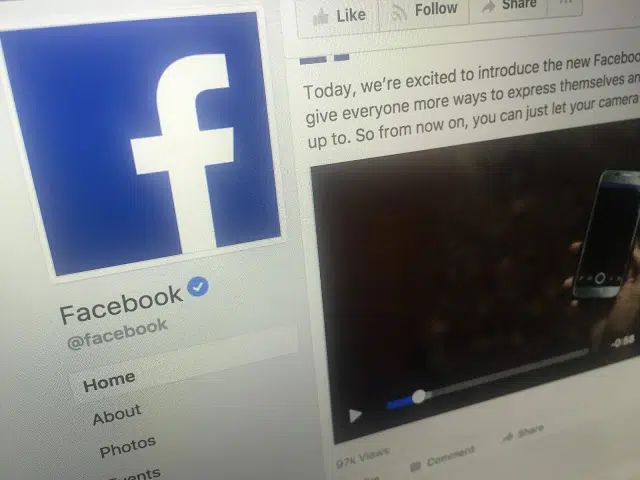 f
Facebook
@facebook
Home
About
Photos
Events
Like Follow Share ...
Today, we're excited to introduce the new Faceboo
give everyone more ways to express themselves an
up to. So from now on, you can just let your camera
-0:58
97k Views
Comment Share